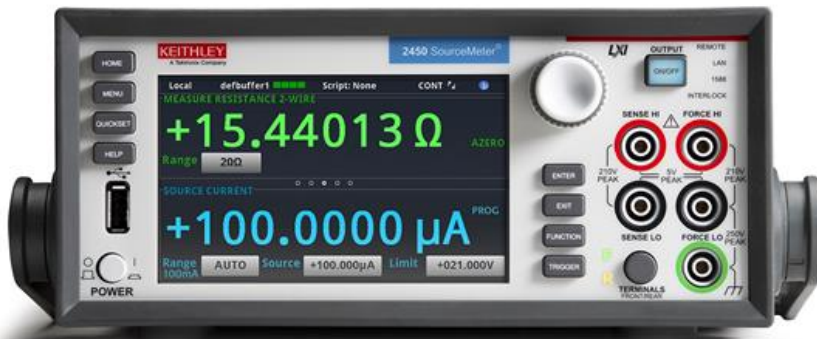 KEITHLEY
A Tektronix Company
2450 SourceMeter®
LXI
OUTPUT
ON/OFF
REMOTE
LAN
1588
INTERLOCK
HOME
MENU
QUICKSET
HELP
Local defbuffer1 Script: None CONT
MEASURE RESISTANCE 2-WIRE
+15.44013 Ω
AZERO
Range 20Ω
SOURCE CURRENT
+100.0000 µA
PROG
Range 100mA AUTO Source +100.000µA Limit +021.000V
ENTER
EXIT
FUNCTION
TRIGGER
SENSE HI
FORCE HI
210V PEAK
5V PEAK
210V PEAK
SENSE LO
FORCE LO
250V PEAK
F
R
TERMINALS
FRONT/REAR
POWER